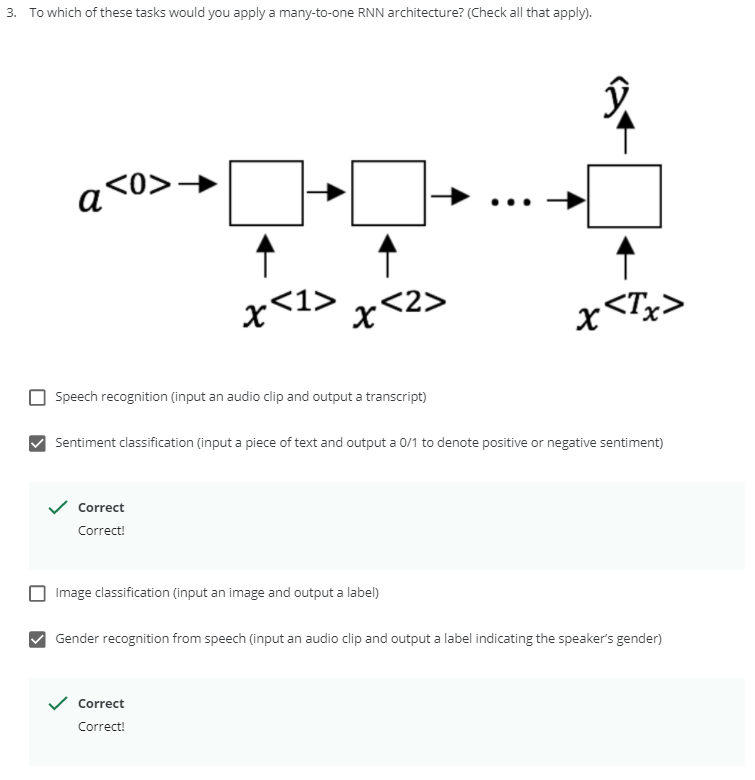 3. To which of these tasks would you apply a many-to-one RNN architecture? (Check all that apply).
ŷ
a<0>
x<1> x<2> ... x<Tx>
Speech recognition (input an audio clip and output a transcript)
Sentiment classification (input a piece of text and output a 0/1 to denote positive or negative sentiment)
Correct
Correct!
Image classification (input an image and output a label)
Gender recognition from speech (input an audio clip and output a label indicating the speaker's gender)
Correct
Correct!